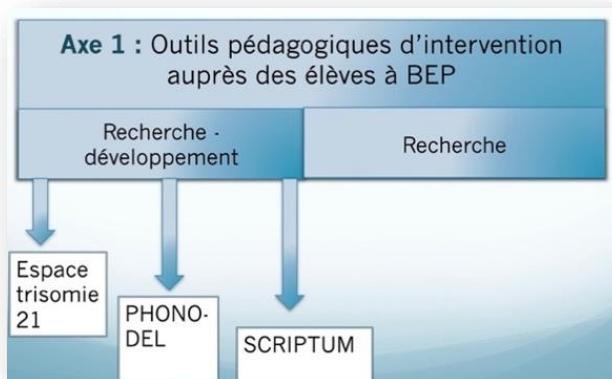 Axe 1 : Outils pédagogiques d'intervention
auprès des élèves à BEP
Recherche -
développement
Recherche
Espace
trisomie
21
PHONO-
DEL
SCRIPTUM